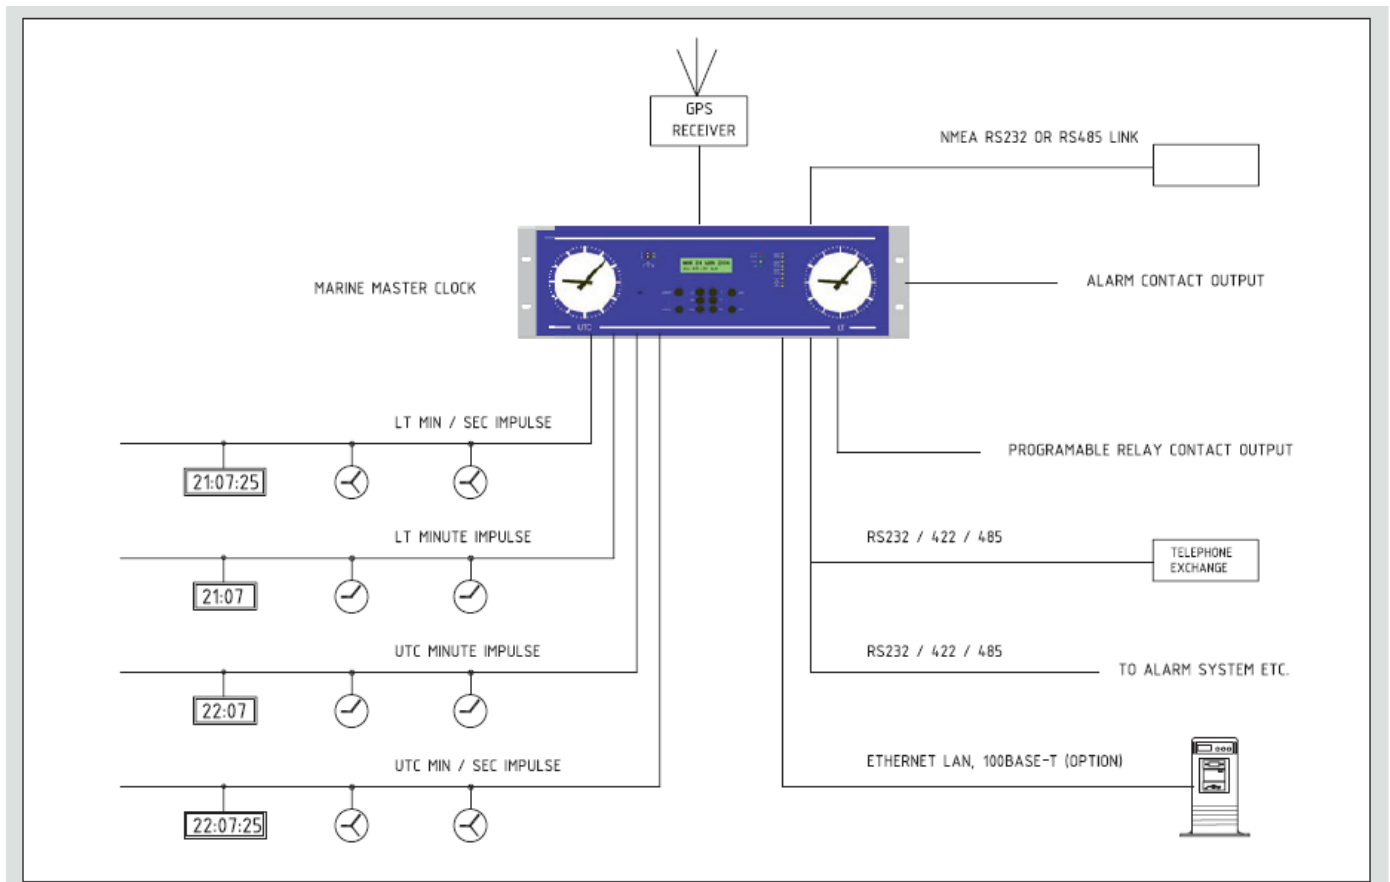 GPS
RECEIVER
NMEA RS232 OR RS485 LINK
MARINE MASTER CLOCK
ALARM CONTACT OUTPUT
UTC
LT
LT MIN / SEC IMPULSE
21:07:25
PROGRAMABLE RELAY CONTACT OUTPUT
LT MINUTE IMPULSE
21:07
RS232 / 422 / 485
TELEPHONE
EXCHANGE
UTC MINUTE IMPULSE
22:07
RS232 / 422 / 485
TO ALARM SYSTEM ETC.
UTC MIN / SEC IMPULSE
22:07:25
ETHERNET LAN, 100BASE-T (OPTION)